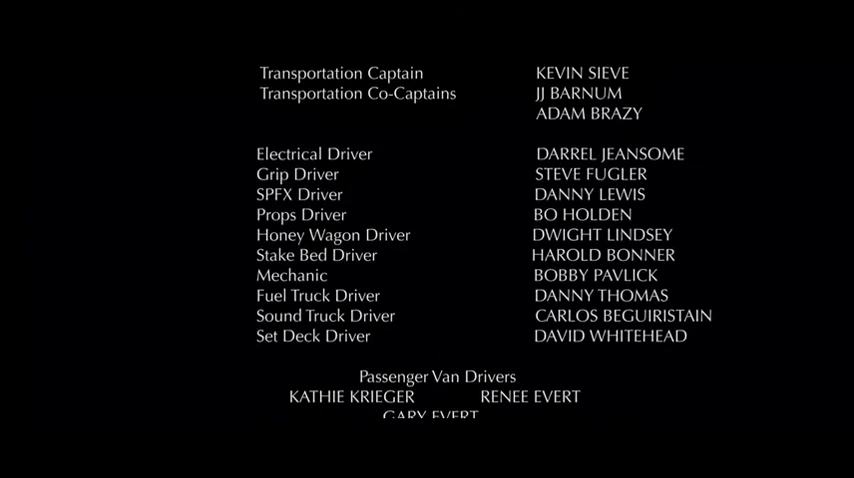 Transportation Captain KEVIN SIEVE
Transportation Co-Captains JJ BARNUM
ADAM BRAZY
Electrical Driver DARREL JEANSOME
Grip Driver STEVE FUGLER
SPFX Driver DANNY LEWIS
Props Driver BO HOLDEN
Honey Wagon Driver DWIGHT LINDSEY
Stake Bed Driver HAROLD BONNER
Mechanic BOBBY PAVLICK
Fuel Truck Driver DANNY THOMAS
Sound Truck Driver CARLOS BEGUIRISTAIN
Set Deck Driver DAVID WHITEHEAD
Passenger Van Drivers
KATHIE KRIEGER RENEE EVERT
GARY EVERT